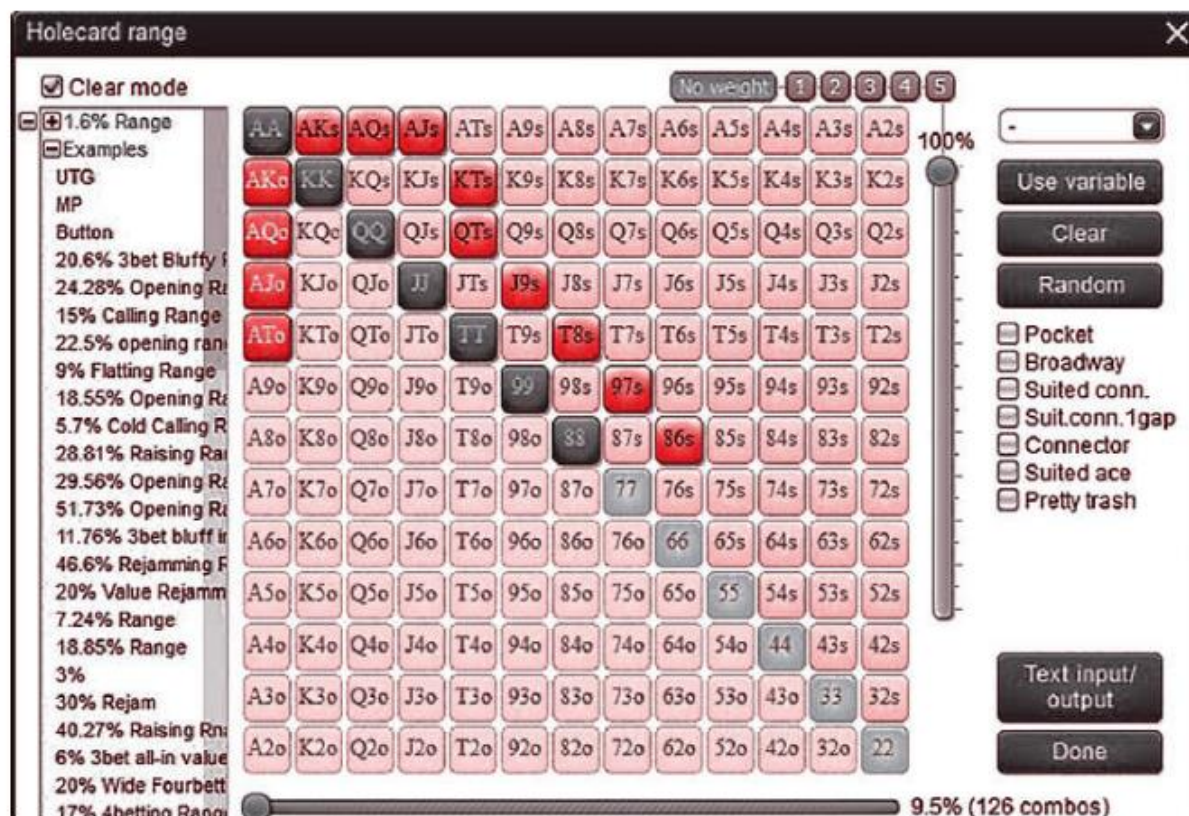 Holecard range
Clear mode
No weight 1 2 3 4 5
1.6% Range
Examples
UTG
MP
Button
20.6% 3bet Bluffy
24.28% Opening Ra
15% Calling Range
22.5% opening ran
9% Flatting Range
18.55% Opening Ra
5.7% Cold Calling R
28.81% Raising Ra
29.56% Opening Ra
51.73% Opening Ra
11.76% 3bet bluff in
46.6% Rejamming R
20% Value Rejamm
7.24% Range
18.85% Range
3%
30% Rejam
40.27% Raising Rn
6% 3bet all-in value
20% Wide Fourbett
17% 4betting Range
AA AKs AQs AJs ATs A9s A8s A7s A6s A5s A4s A3s A2s
AKo KK KQs KJs KTs K9s K8s K7s K6s K5s K4s K3s K2s
AQo KQo QQ QJs QTs Q9s Q8s Q7s Q6s Q5s Q4s Q3s Q2s
AJo KJo QJo JJ JTs J9s J8s J7s J6s J5s J4s J3s J2s
ATo KTo QTo JTo TT T9s T8s T7s T6s T5s T4s T3s T2s
A9o K9o Q9o J9o T9o 99 98s 97s 96s 95s 94s 93s 92s
A8o K8o Q8o J8o T8o 98o 88 87s 86s 85s 84s 83s 82s
A7o K7o Q7o J7o T7o 97o 87o 77 76s 75s 74s 73s 72s
A6o K6o Q6o J6o T6o 96o 86o 76o 66 65s 64s 63s 62s
A5o K5o Q5o J5o T5o 95o 85o 75o 65o 55 54s 53s 52s
A4o K4o Q4o J4o T4o 94o 84o 74o 64o 54o 44 43s 42s
A3o K3o Q3o J3o T3o 93o 83o 73o 63o 53o 43o 33 32s
A2o K2o Q2o J2o T2o 92o 82o 72o 62o 52o 42o 32o 22
100%
-
Use variable
Clear
Random
Pocket
Broadway
Suited conn.
Suit.conn.1gap
Connector
Suited ace
Pretty trash
Text input/
output
Done
9.5% (126 combos)